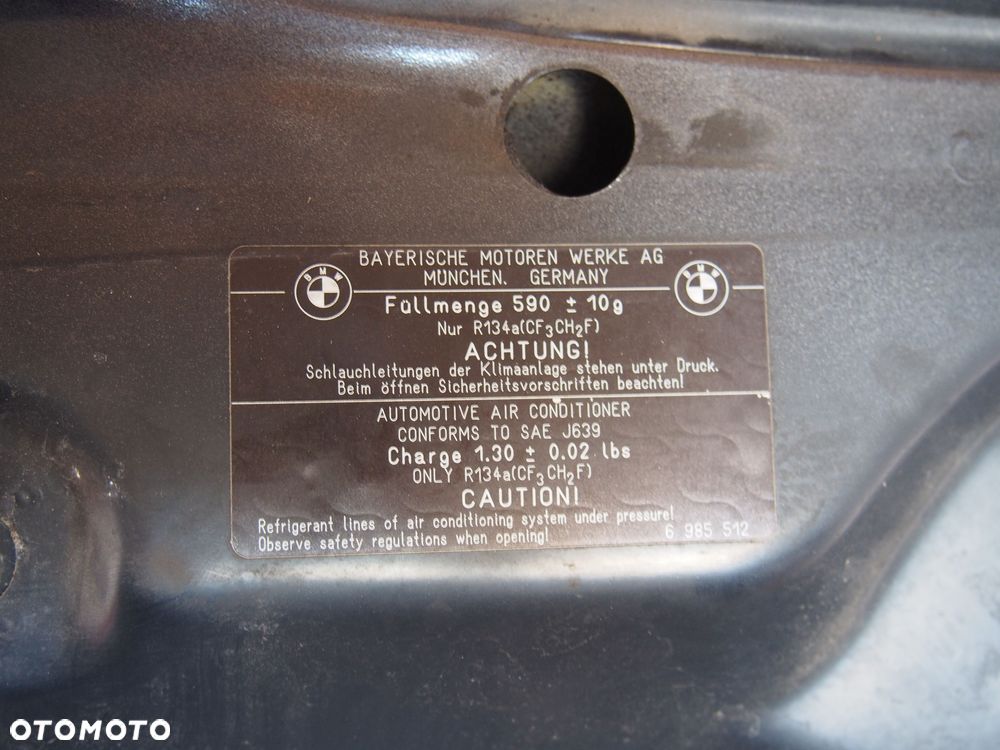 BAYERISCHE MOTOREN WERKE AG
MÜNCHEN, GERMANY
BMW
BMW
Füllmenge 590 ± 10g
Nur R134a(CF₃CH₂F)
ACHTUNG!
Schlauchleitungen der Klimaanlage stehen unter Druck.
Beim öffnen Sicherheitsvorschriften beachten!
AUTOMOTIVE AIR CONDITIONER
CONFORMS TO SAE J639
Charge 1.30 ± 0.02 lbs
ONLY R134a(CF₃CH₂F)
CAUTION!
Refrigerant lines of air conditioning system under pressure!
Observe safety regulations when opening!
6 985 512
OTOMOTO